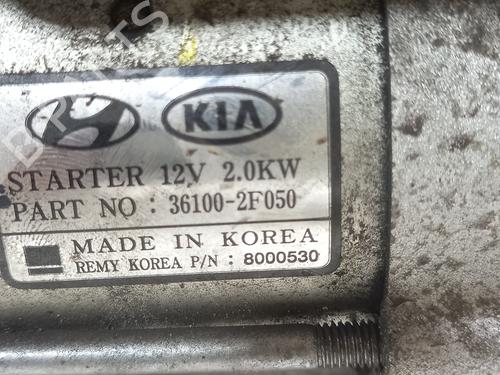 KIA
STARTER 12V 2.0KW
PART NO : 36100-2F050
MADE IN KOREA
REMY KOREA P/N : 8000530